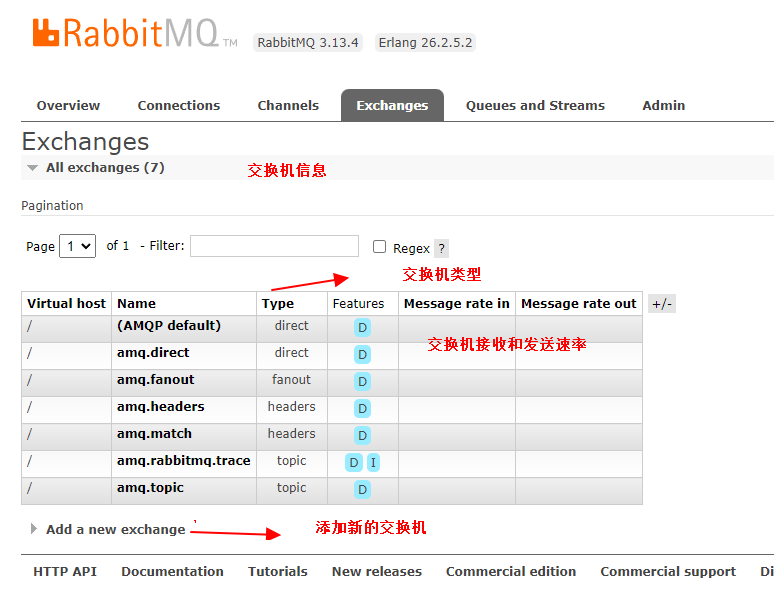 RabbitMQ TM RabbitMQ 3.13.4 Erlang 26.2.5.2
Overview Connections Channels Exchanges Queues and Streams Admin
Exchanges
All exchanges (7) 交换机信息
Pagination
Page 1 of 1 - Filter: Regex ?
交换机类型
Virtual host Name Type Features Message rate in Message rate out +/-
/ (AMQP default) direct D
交换机接收和发送速率
/ amq.direct direct D
/ amq.fanout fanout D
/ amq.headers headers D
/ amq.match headers D
/ amq.rabbitmq.trace topic D I
/ amq.topic topic D
Add a new exchange 添加新的交换机
HTTP API Documentation Tutorials New releases Commercial edition Commercial support Di